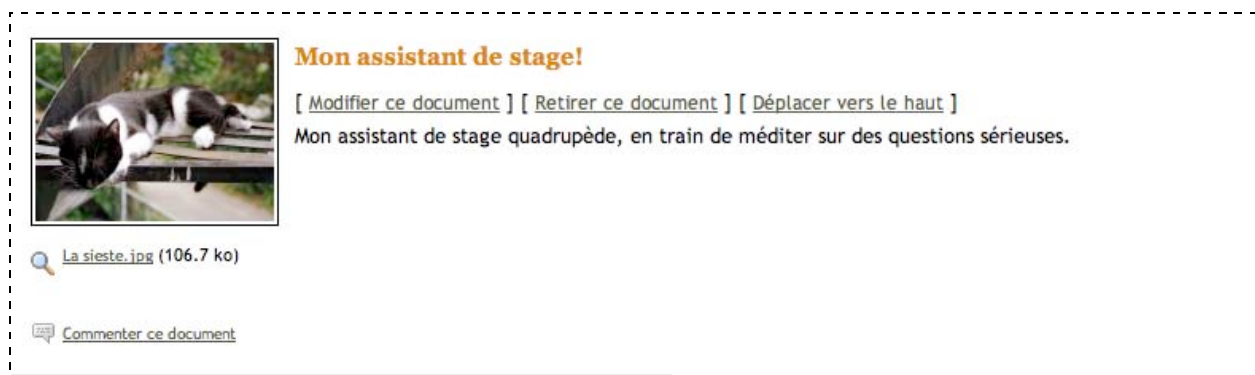 Mon assistant de stage!
[ Modifier ce document ] [ Retirer ce document ] [ Déplacer vers le haut ]
Mon assistant de stage quadrupède, en train de méditer sur des questions sérieuses.
La sieste.jpg (106.7 ko)
Commenter ce document